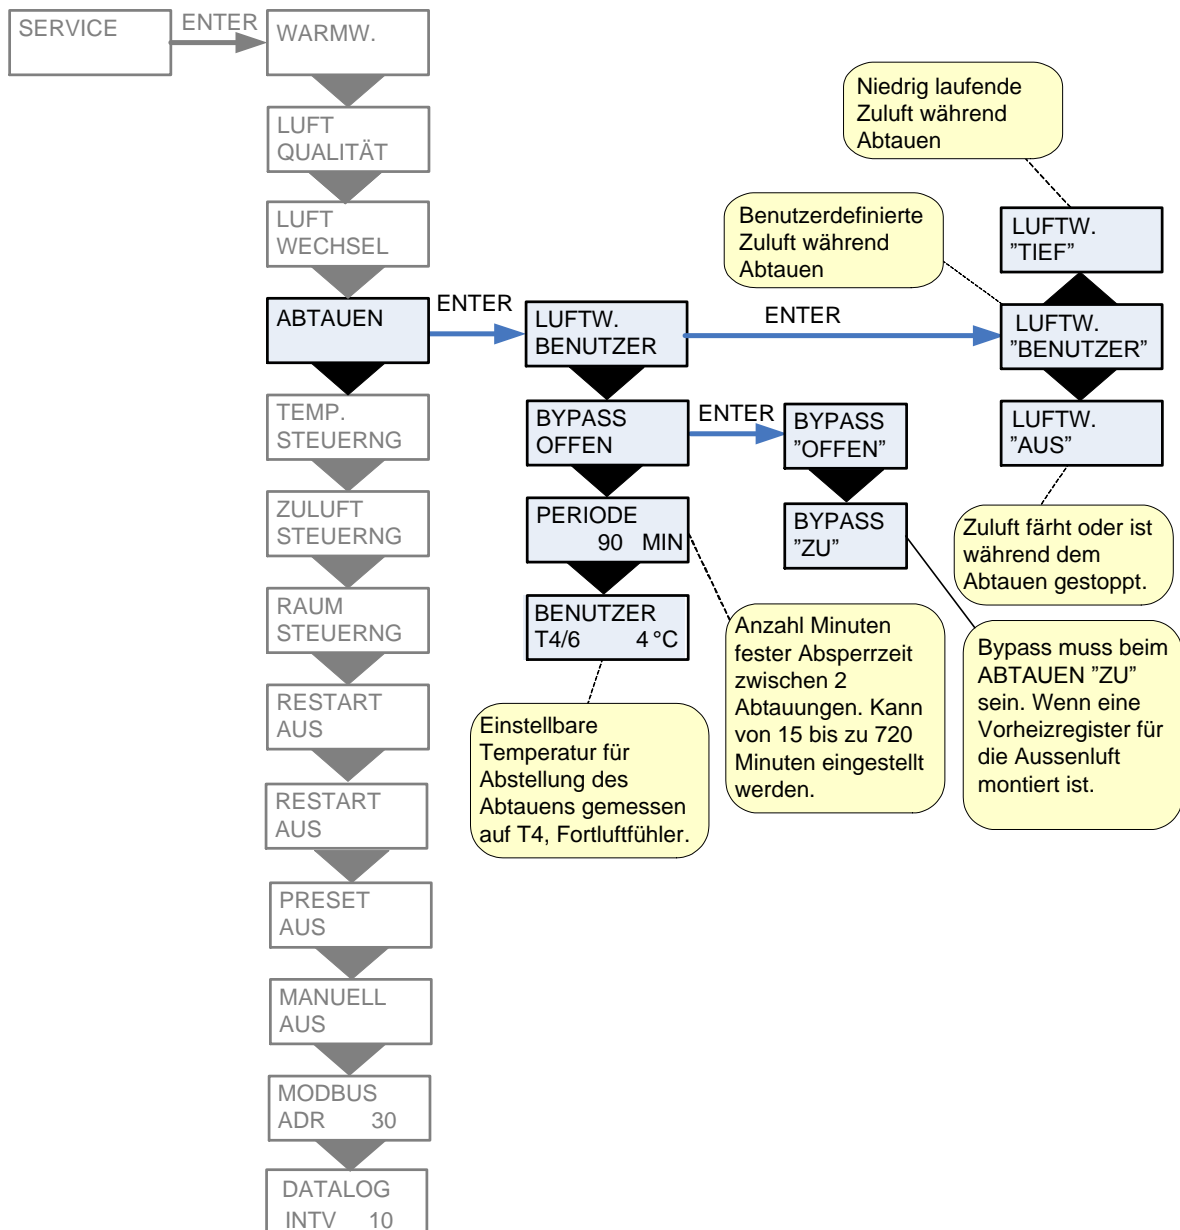 SERVICE
ENTER
WARMW.
LUFT
QUALITÄT
LUFT
WECHSEL
ABTAUEN
ENTER
LUFTW.
BENUTZER
ENTER
LUFTW.
”BENUTZER”
LUFTW.
”TIEF”
LUFTW.
"AUS”
Niedrig laufende
Zuluft während
Abtauen
Benutzerdefinierte
Zuluft während
Abtauen
BYPASS
OFFEN
ENTER
BYPASS
"OFFEN”
BYPASS
”ZU”
PERIODE
90 MIN
BENUTZER
T4/6 4 °C
Zuluft färht oder ist
während dem
Abtauen gestoppt.
Anzahl Minuten
fester Absperrzeit
zwischen 2
Abtauungen. Kann
von 15 bis zu 720
Minuten eingestellt
werden.
Bypass muss beim
ABTAUEN "ZU"
sein. Wenn eine
Vorheizregister für
die Aussenluft
montiert ist.
Einstellbare
Temperatur für
Abstellung des
Abtauens gemessen
auf T4, Fortluftfühler.
TEMP.
STEUERNG
ZULUFT
STEUERNG
RAUM
STEUERNG
RESTART
AUS
RESTART
AUS
PRESET
AUS
MANUELL
AUS
MODBUS
ADR 30
DATALOG
INTV 10